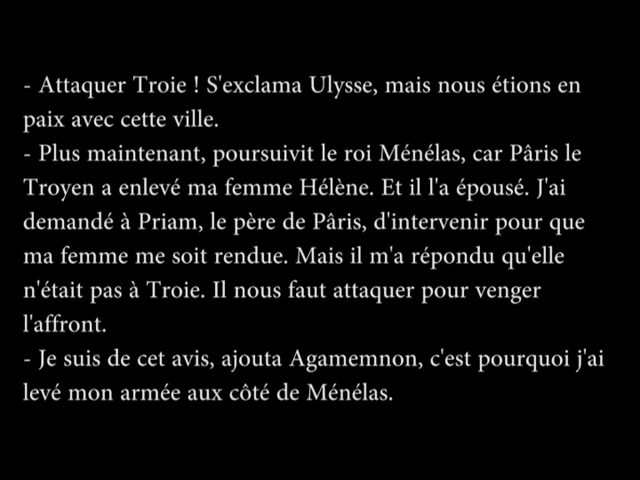 - Attaquer Troie ! S'exclama Ulysse, mais nous étions en
paix avec cette ville.
- Plus maintenant, poursuivit le roi Ménélas, car Pâris le
Troyen a enlevé ma femme Hélène. Et il l'a épousé. J'ai
demandé à Priam, le père de Pâris, d'intervenir pour que
ma femme me soit rendue. Mais il m'a répondu qu'elle
n'était pas à Troie. Il nous faut attaquer pour venger
l'affront.
- Je suis de cet avis, ajouta Agamemnon, c'est pourquoi j'ai
levé mon armée aux côté de Ménélas.